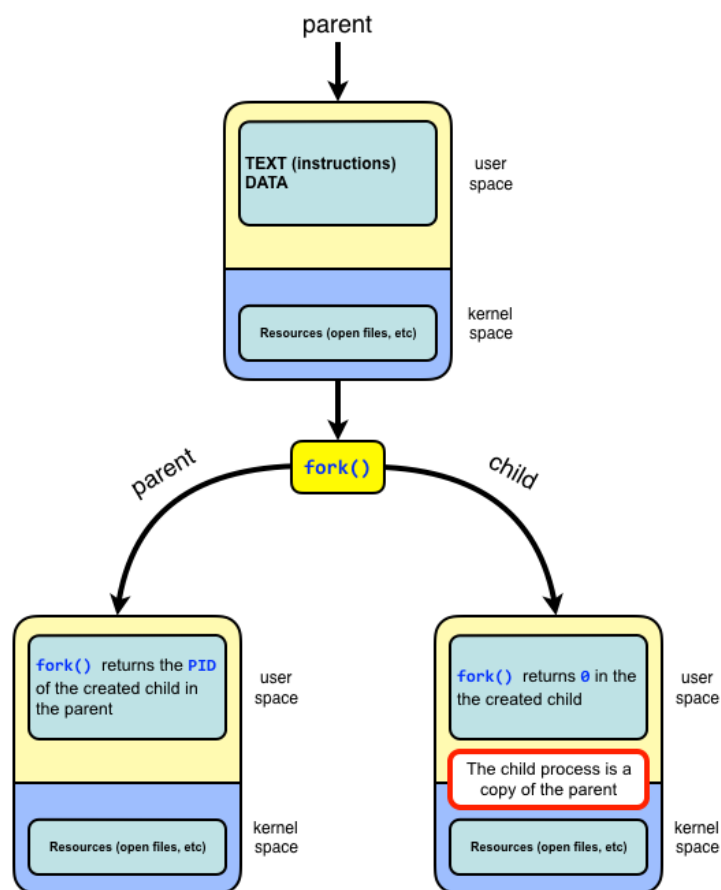 parent
TEXT (instructions)
DATA
user
space
Resources (open files, etc)
kernel
space
fork()
parent
child
fork() returns the PID
of the created child in
the parent
user
space
Resources (open files, etc)
kernel
space
fork() returns 0 in the
the created child
user
space
The child process is a
copy of the parent
Resources (open files, etc)
kernel
space